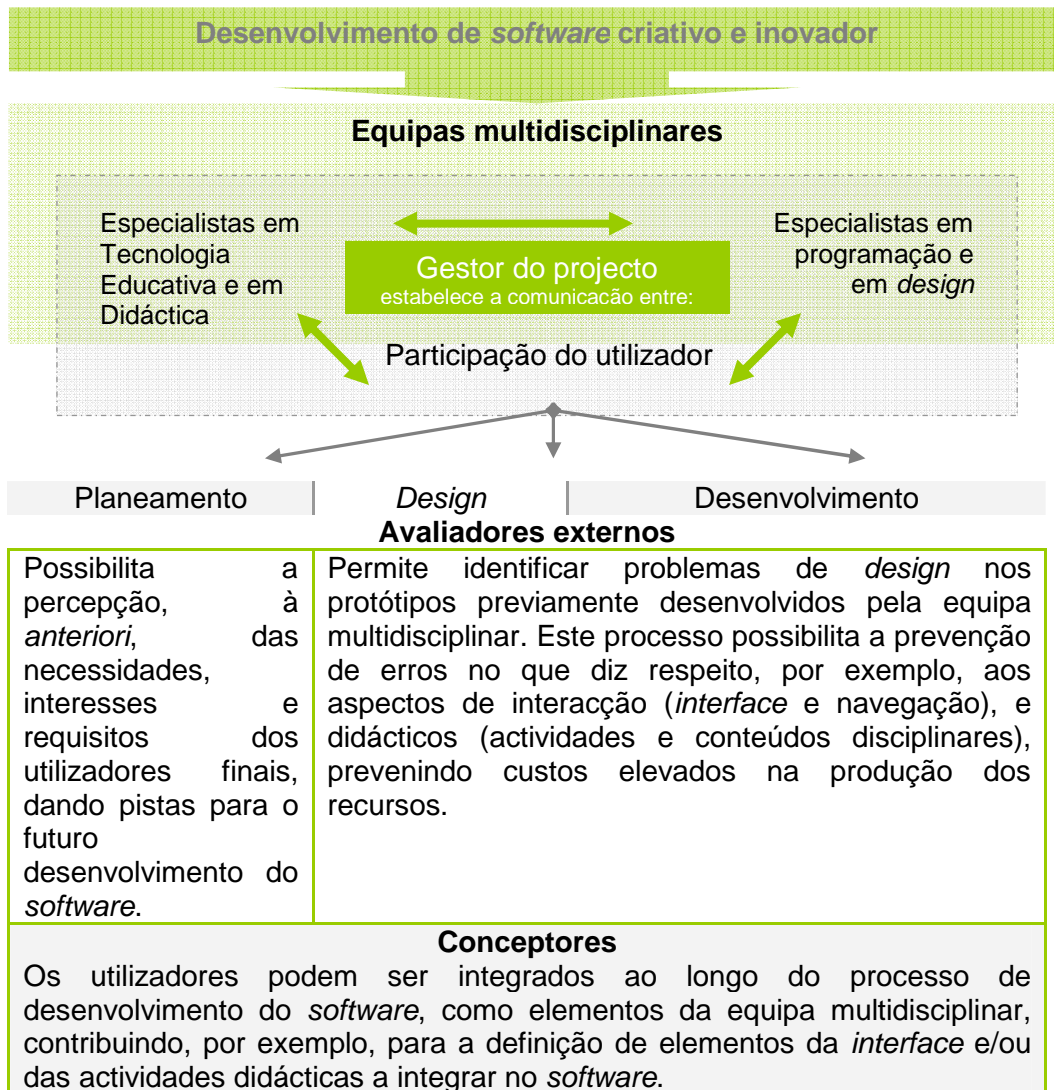 Desenvolvimento de software criativo e inovador
Equipas multidisciplinares
Especialistas em
Tecnologia
Educativa e em
Didáctica
Gestor do projecto
estabelece a comunicacão entre:
Especialistas em
programação e
em design
Participação do utilizador
Planeamento
Design
Desenvolvimento
Avaliadores externos
Possibilita a
percepção, à
anteriori, das
necessidades,
interesses e
requisitos dos
utilizadores finais,
dando pistas para o
futuro
desenvolvimento do
software.
Permite identificar problemas de design nos
protótipos previamente desenvolvidos pela equipa
multidisciplinar. Este processo possibilita a prevenção
de erros no que diz respeito, por exemplo, aos
aspectos de interacção (interface e navegação), e
didácticos (actividades e conteúdos disciplinares),
prevenindo custos elevados na produção dos
recursos.
Conceptores
Os utilizadores podem ser integrados ao longo do processo de
desenvolvimento do software, como elementos da equipa multidisciplinar,
contribuindo, por exemplo, para a definição de elementos da interface e/ou
das actividades didácticas a integrar no software.